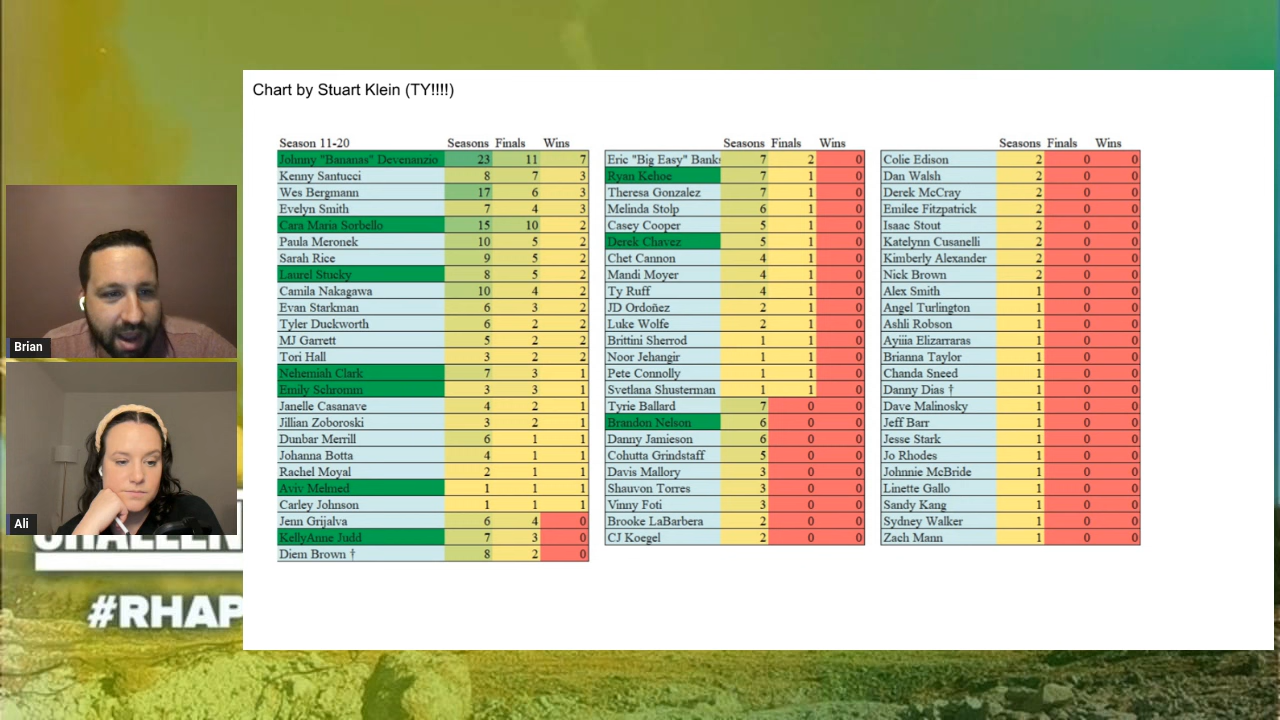 Chart by Stuart Klein (TY!!!!)
Season 11-20 Seasons Finals Wins
Johnny "Bananas" Devenanzio 23 11 7
Kenny Santucci 8 7 3
Wes Bergmann 17 6 3
Evelyn Smith 7 4 3
Cara Maria Sorbello 15 10 2
Paula Meronek 10 5 2
Sarah Rice 9 5 2
Laurel Stucky 8 5 2
Camila Nakagawa 10 4 2
Evan Starkman 6 3 2
Tyler Duckworth 6 2 2
MJ Garrett 5 2 2
Tori Hall 3 2 2
Nehemiah Clark 7 3 1
Emily Schromm 3 3 1
Janelle Casanave 4 2 1
Jillian Zoboroski 3 2 1
Dunbar Merrill 6 1 1
Johanna Botta 4 1 1
Rachel Moyal 2 1 1
Aviv Melmed 1 1 1
Carley Johnson 1 1 1
Jenn Grijalva 6 4 0
KellyAnne Judd 7 3 0
Diem Brown † 8 2 0
Seasons Finals Wins
Eric "Big Easy" Banks 7 2 0
Ryan Kehoe 7 1 0
Theresa Gonzalez 7 1 0
Melinda Stolp 6 1 0
Casey Cooper 5 1 0
Derek Chavez 5 1 0
Chet Cannon 4 1 0
Mandi Moyer 4 1 0
Ty Ruff 4 1 0
JD Ordoñez 2 1 0
Luke Wolfe 2 1 0
Brittini Sherrod 1 1 0
Noor Jehangir 1 1 0
Pete Connolly 1 1 0
Svetlana Shusterman 1 1 0
Tyrie Ballard 7 0 0
Brandon Nelson 6 0 0
Danny Jamieson 6 0 0
Cohutta Grindstaff 5 0 0
Davis Mallory 3 0 0
Shauvon Torres 3 0 0
Vinny Foti 3 0 0
Brooke LaBarbera 2 0 0
CJ Koegel 2 0 0
Seasons Finals Wins
Colie Edison 2 0 0
Dan Walsh 2 0 0
Derek McCray 2 0 0
Emilee Fitzpatrick 2 0 0
Isaac Stout 2 0 0
Katelynn Cusanelli 2 0 0
Kimberly Alexander 2 0 0
Nick Brown 2 0 0
Alex Smith 1 0 0
Angel Turlington 1 0 0
Ashli Robson 1 0 0
Ayiiia Elizarraras 1 0 0
Brianna Taylor 1 0 0
Chanda Sneed 1 0 0
Danny Dias † 1 0 0
Dave Malinosky 1 0 0
Jeff Barr 1 0 0
Jesse Stark 1 0 0
Jo Rhodes 1 0 0
Johnnie McBride 1 0 0
Linette Gallo 1 0 0
Sandy Kang 1 0 0
Sydney Walker 1 0 0
Zach Mann 1 0 0
Brian
Ali
#RHAP